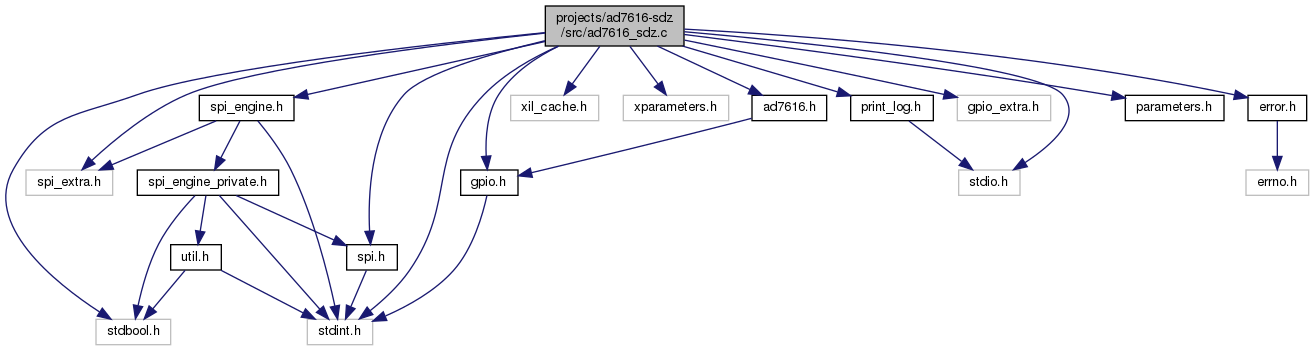 projects/ad7616-sdz
/src/ad7616_sdz.c
spi_engine.h
xil_cache.h
xparameters.h
ad7616.h
print_log.h
gpio_extra.h
parameters.h
error.h
spi_extra.h
spi_engine_private.h
gpio.h
stdio.h
errno.h
util.h
spi.h
stdbool.h
stdint.h